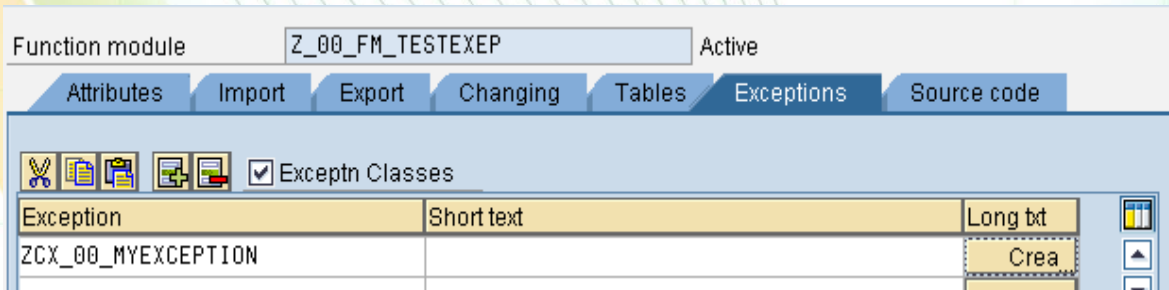 Function module Z_00_FM_TESTEXEP Active
Attributes Import Export Changing Tables Exceptions Source code
Exceptn Classes
Exception Short text Long txt
ZCX_00_MYEXCEPTION Crea...